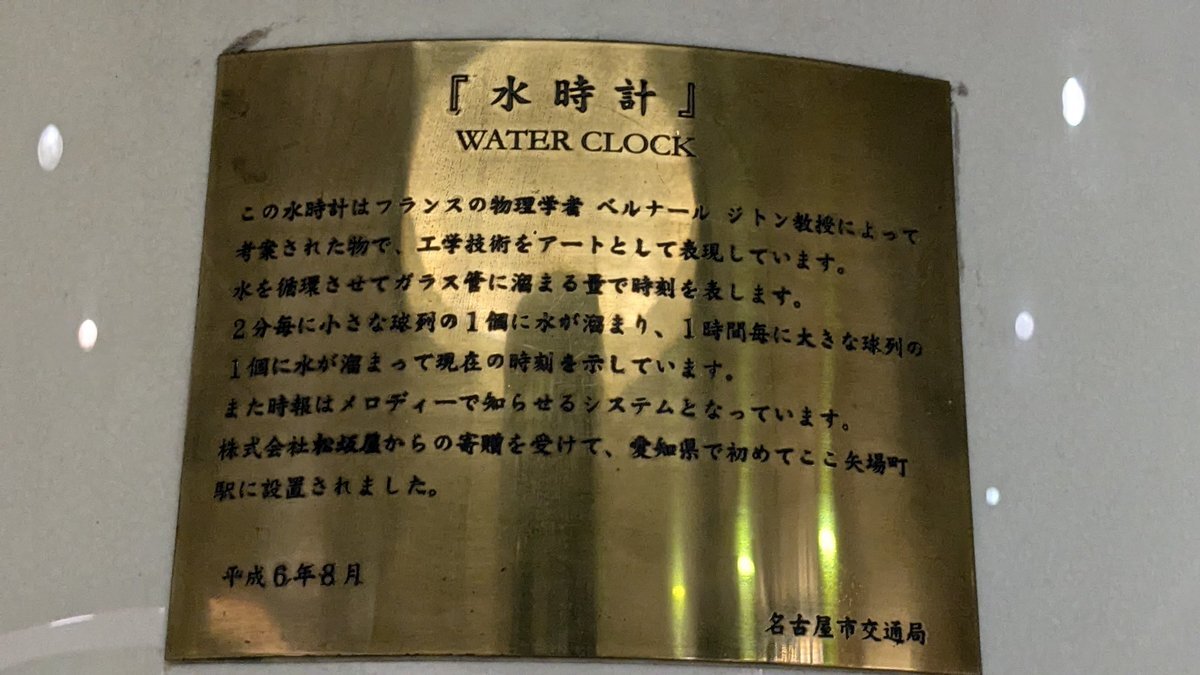 『水時計』
WATER CLOCK
この水時計はフランスの物理学者 ベルナール ジトン教授によって
考案された物で、工学技術をアートとして表現しています。
水を循環させてガラス管に溜まる量で時刻を表します。
2分毎に小さな球列の1個に水が溜まり、1時間毎に大きな球列の
1個に水が溜まって現在の時刻を示しています。
また時報はメロディーで知らせるシステムとなっています。
株式会社松坂屋からの寄贈を受けて、愛知県で初めてここ矢場町
駅に設置されました。
平成6年8月
名古屋市交通局